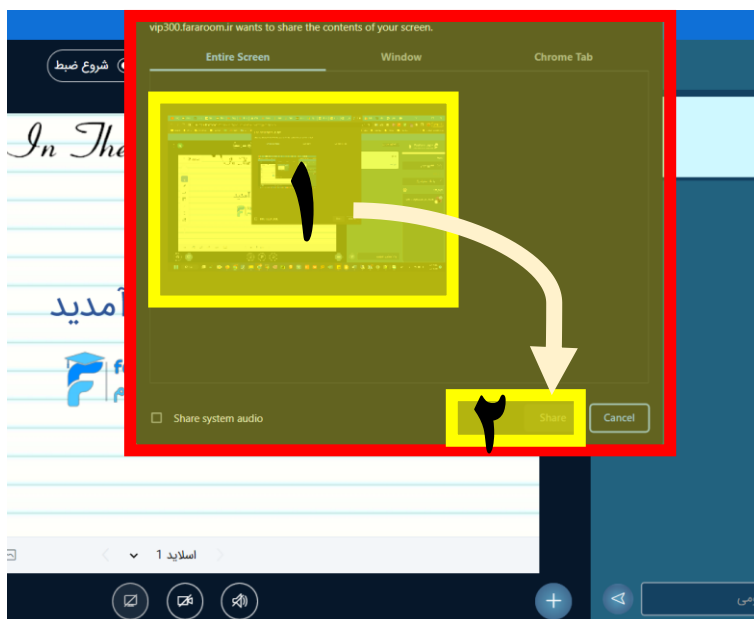 vip300.fararoom.ir wants to share the contents of your screen.
Entire Screen
Window
Chrome Tab
شروع ضبط
In The
۱
آمدید
۲
Share system audio
Share
Cancel
اسلاید 1